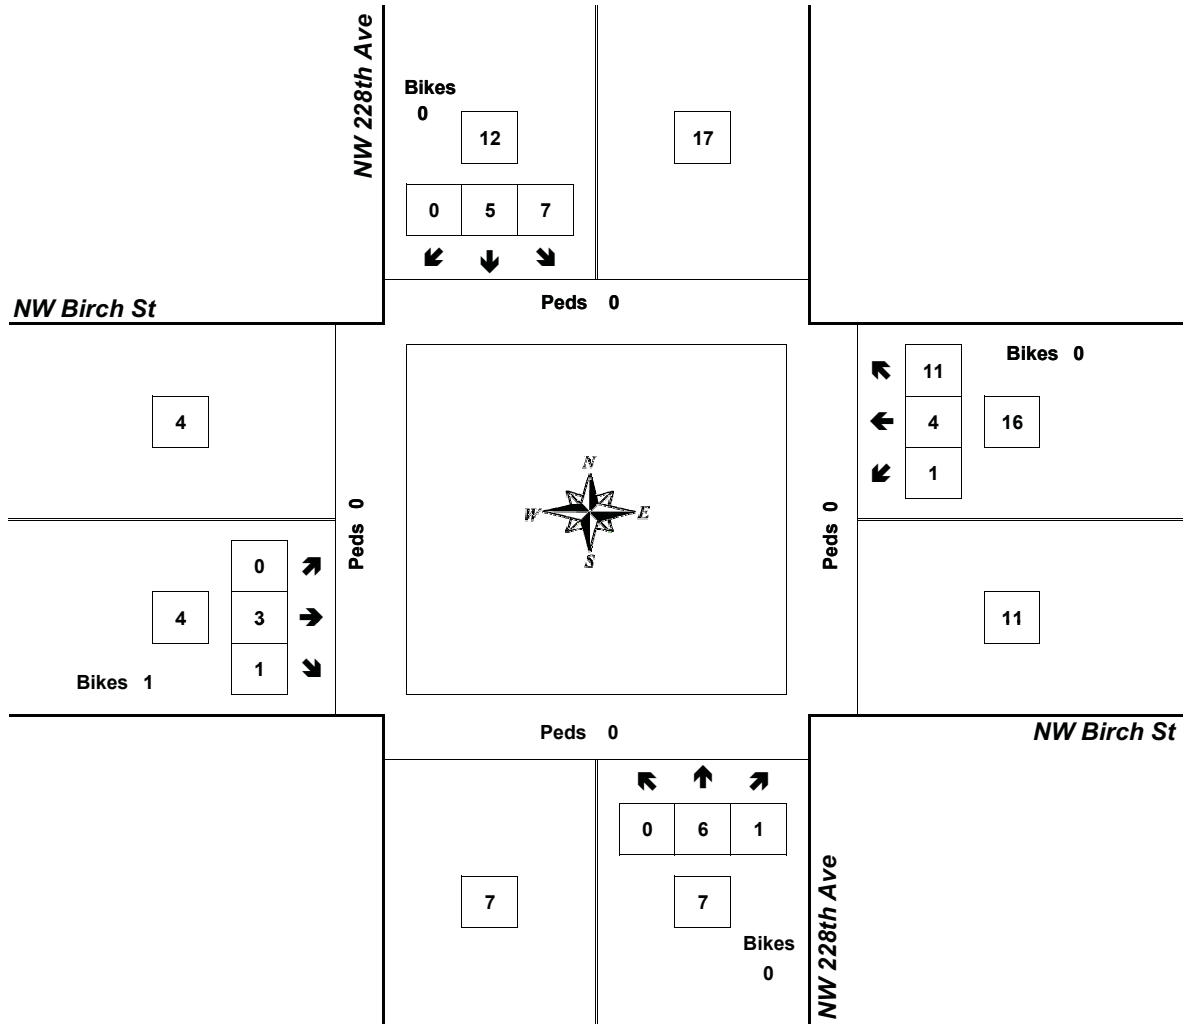 NW 228th Ave
Bikes
0
12
17
0 5 7
Peds 0
NW Birch St
Bikes 0
11
4
4
16
1
N
W E
S
Peds 0
Peds 0
0
4
3
11
1
Bikes 1
Peds 0
NW Birch St
0 6 1
7
7
Bikes
0
NW 228th Ave